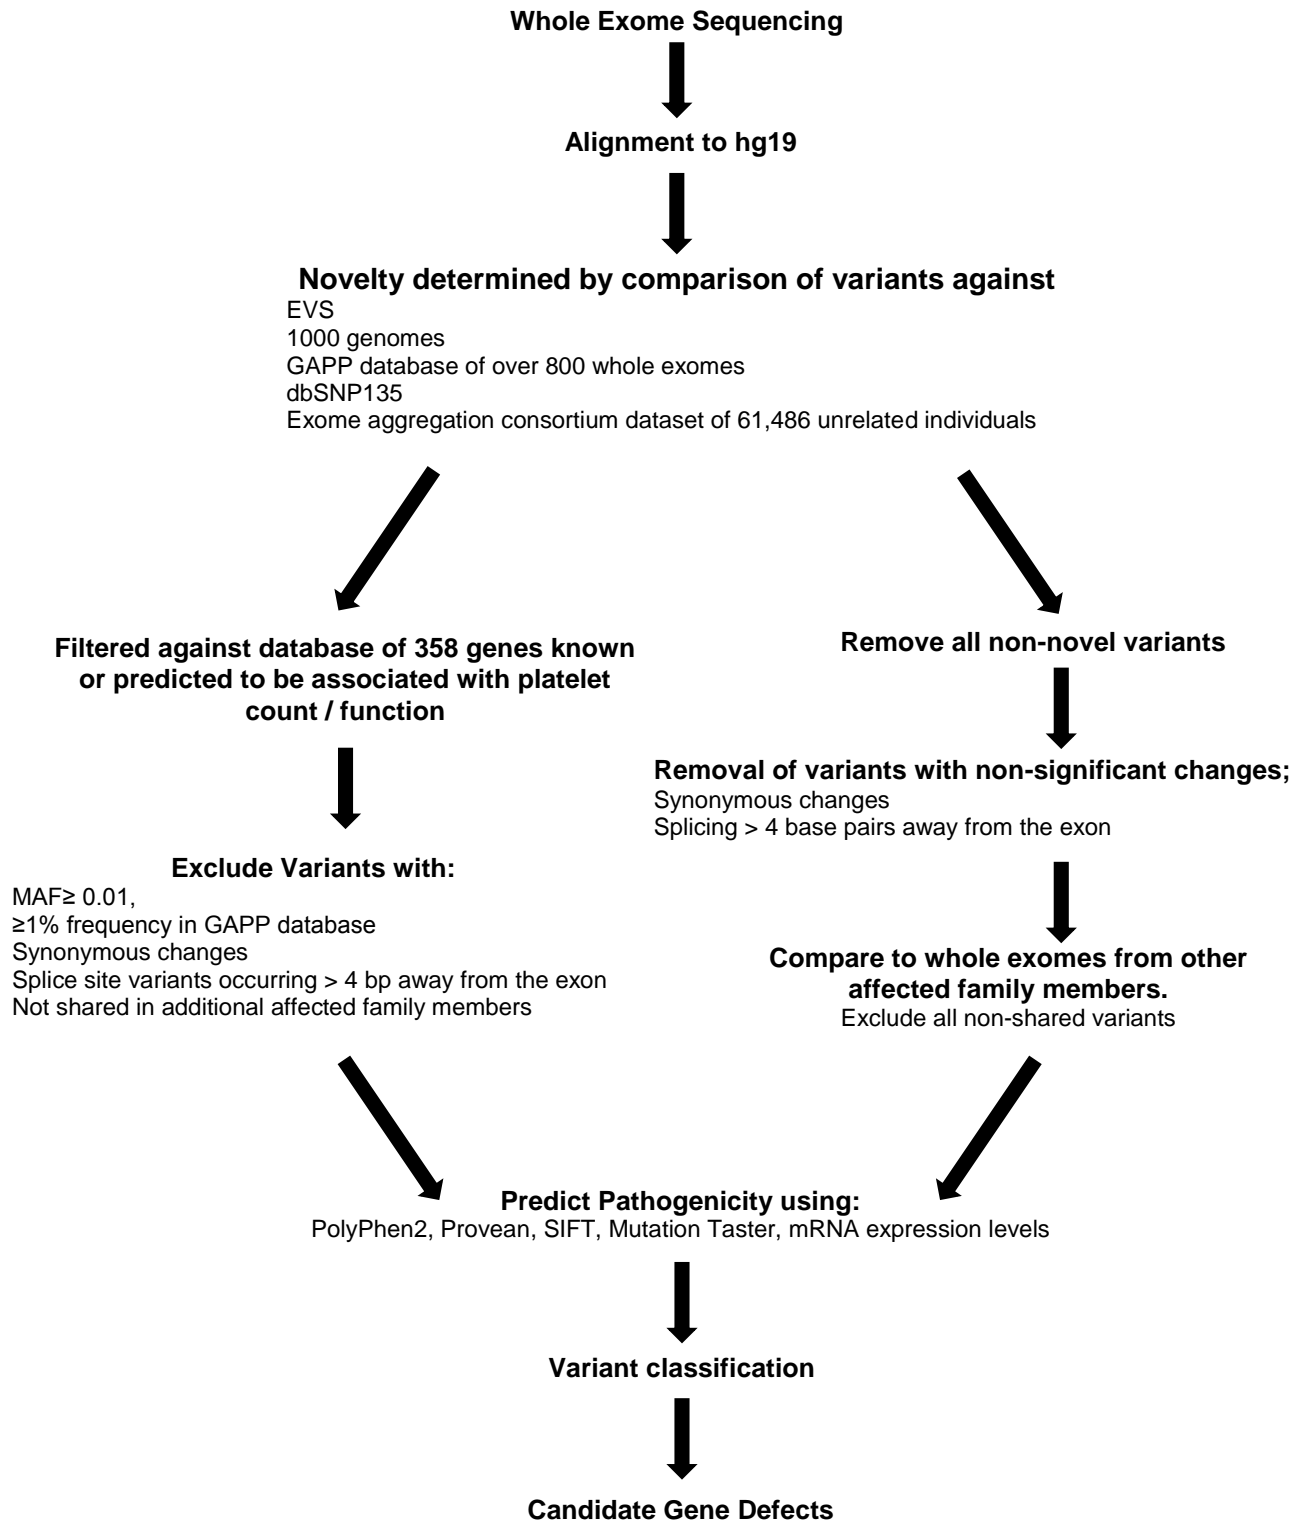 Whole Exome Sequencing
Alignment to hg19
Novelty determined by comparison of variants against
EVS
1000 genomes
GAPP database of over 800 whole exomes
dbSNP135
Exome aggregation consortium dataset of 61,486 unrelated individuals
Filtered against database of 358 genes known
or predicted to be associated with platelet
count / function
Exclude Variants with:
MAF≥ 0.01,
≥1% frequency in GAPP database
Synonymous changes
Splice site variants occurring > 4 bp away from the exon
Not shared in additional affected family members
Remove all non-novel variants
Removal of variants with non-significant changes;
Synonymous changes
Splicing > 4 base pairs away from the exon
Compare to whole exomes from other
affected family members.
Exclude all non-shared variants
Predict Pathogenicity using:
PolyPhen2, Provean, SIFT, Mutation Taster, mRNA expression levels
Variant classification
Candidate Gene Defects